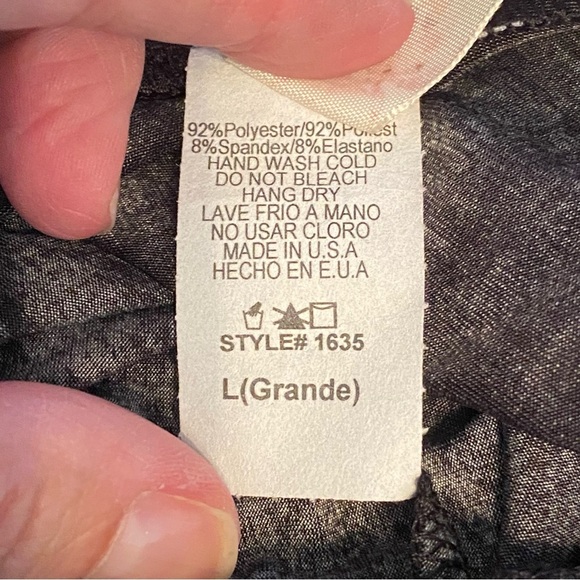 92%Polyester/92%Poliest
8%Spandex/8%Elastano
HAND WASH COLD
DO NOT BLEACH
HANG DRY
LAVE FRIO A MANO
NO USAR CLORO
MADE IN U.S.A
HECHO EN E.U.A
STYLE# 1635
L(Grande)